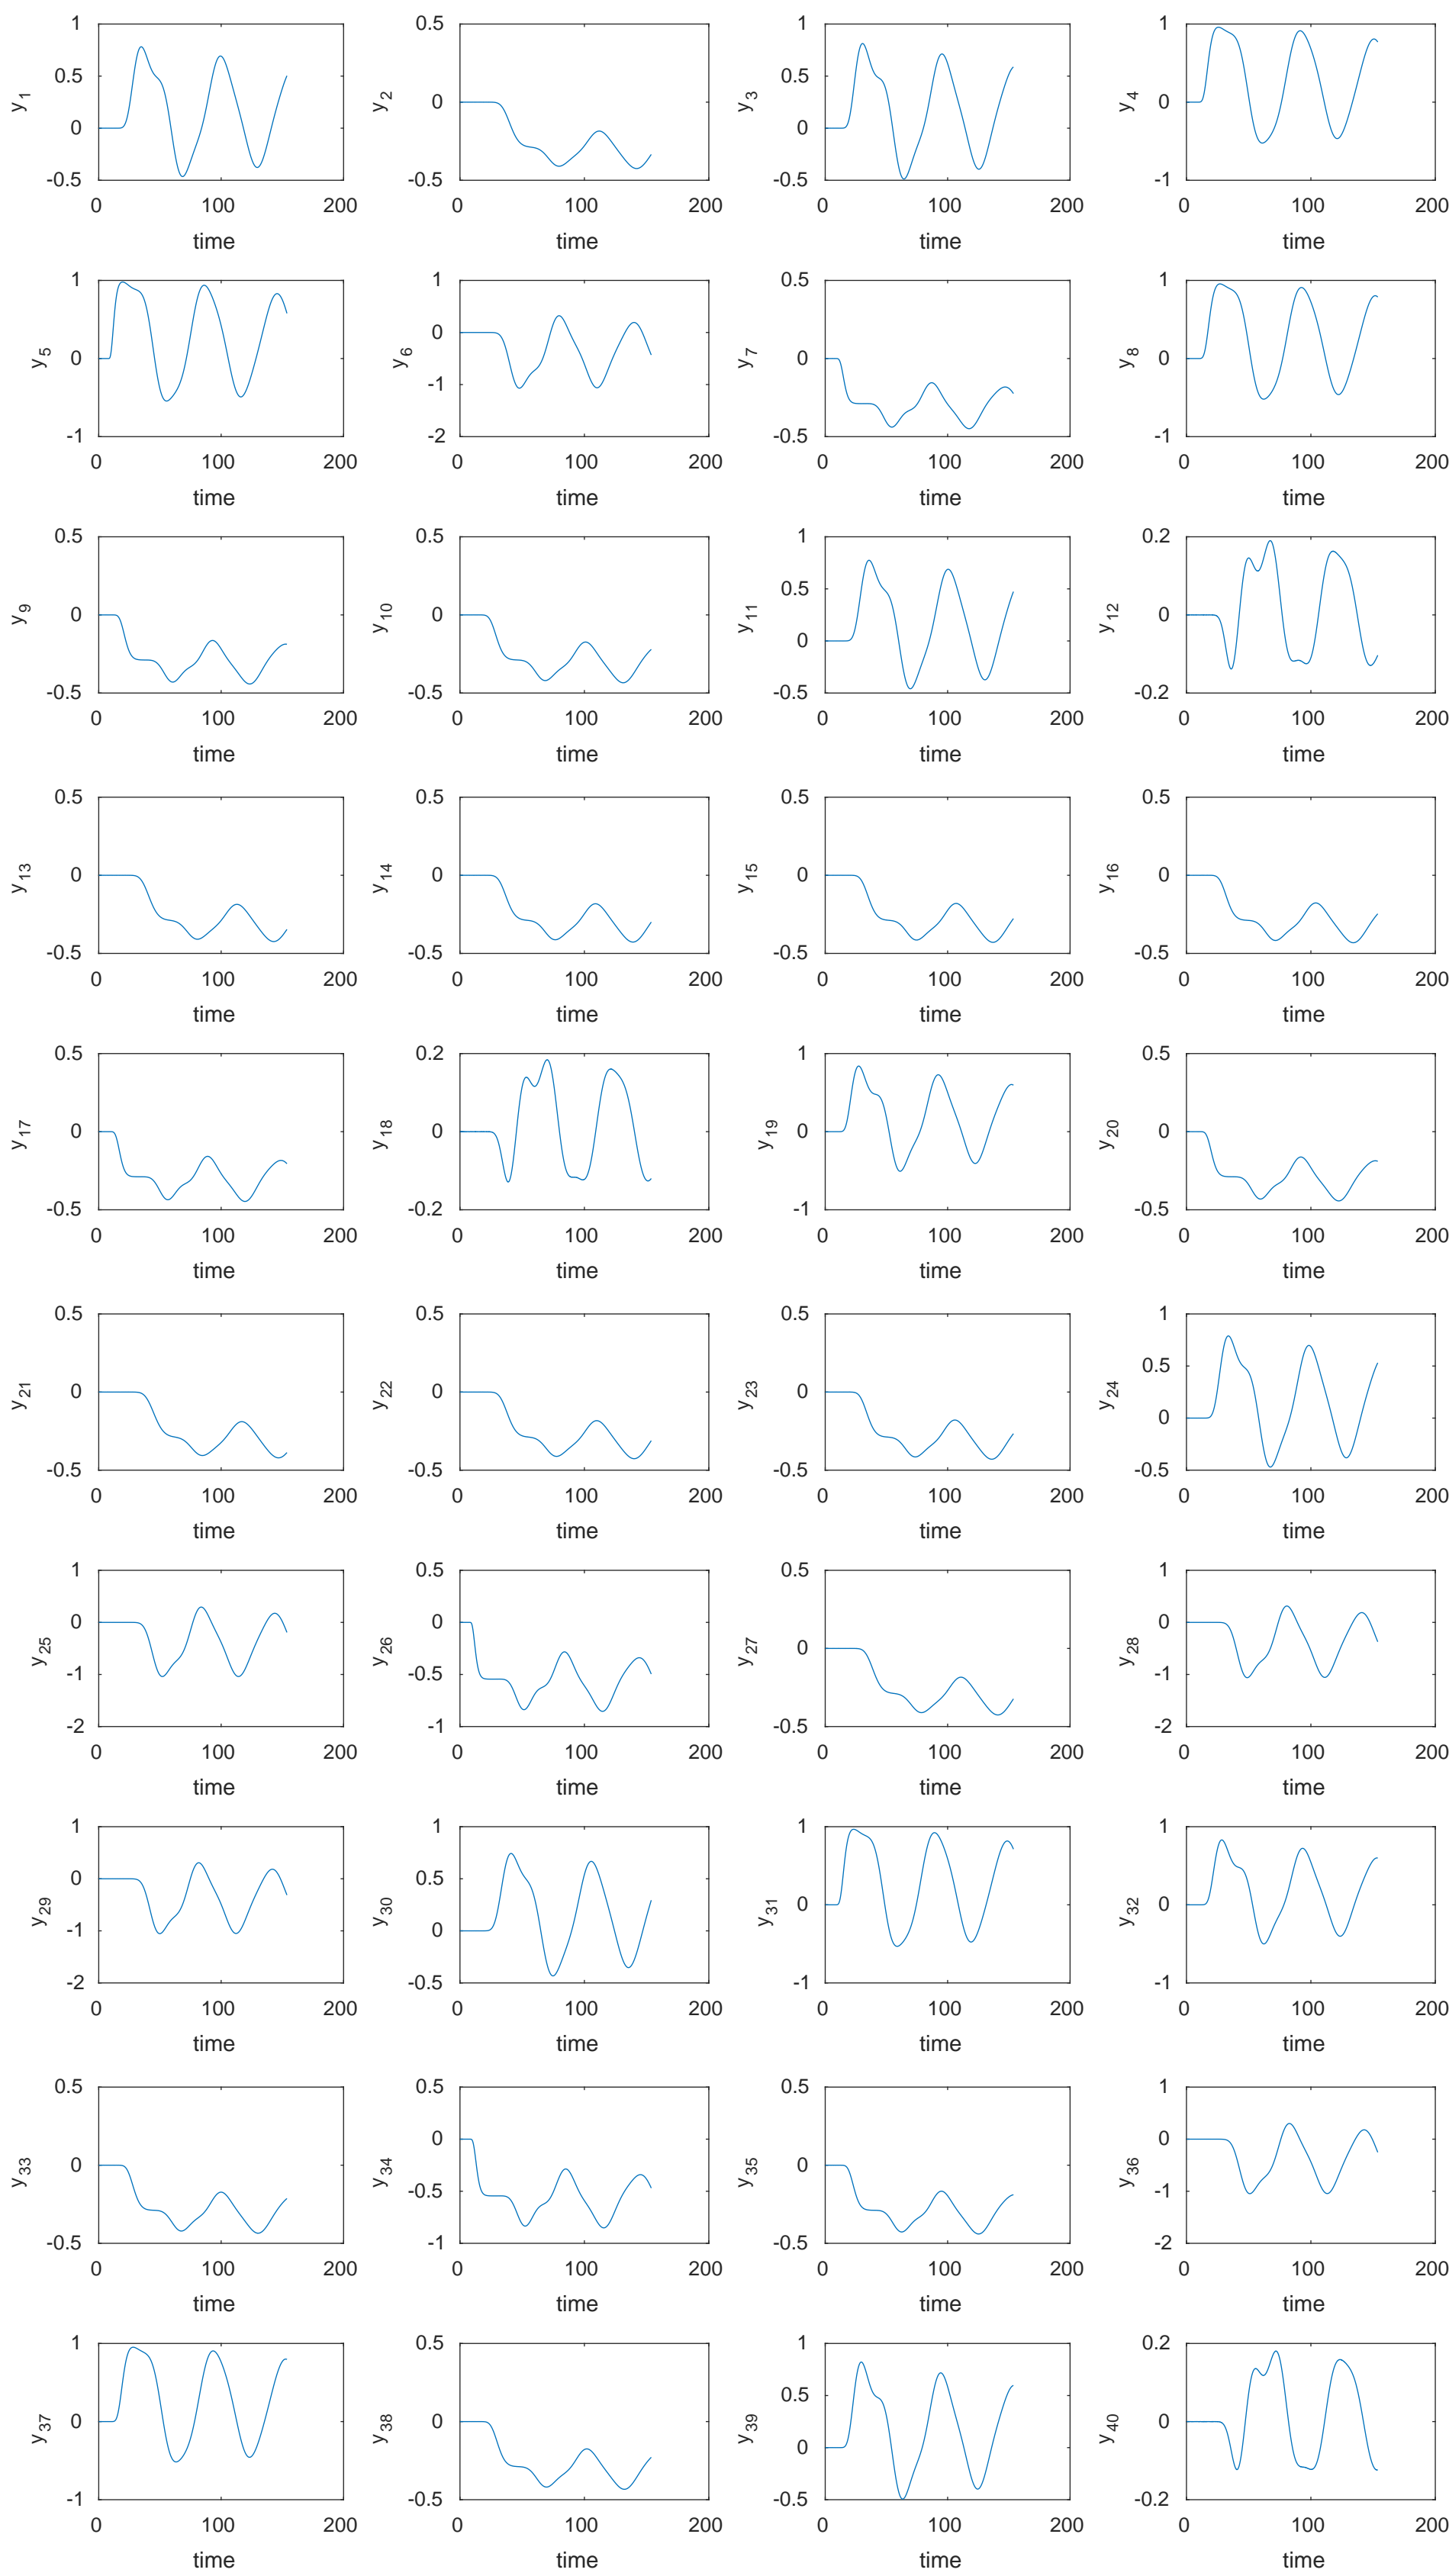 1 0.5 1 1
0.5 0.5
y1 y2 0 y3 y4 0
0 0
-0.5 -0.5 -0.5 -1
0 100 200 0 100 200 0 100 200 0 100 200
time time time time
1 1 0.5 1
0
y5 0 y6 y7 0 y8 0
-1
-1 -2 -0.5 -1
0 100 200 0 100 200 0 100 200 0 100 200
time time time time
0.5 0.5 1 0.2
0.5
y9 0 y10 0 y11 y12 0
0
-0.5 -0.5 -0.5 -0.2
0 100 200 0 100 200 0 100 200 0 100 200
time time time time
0.5 0.5 0.5 0.5
y13 0 y14 0 y15 0 y16 0
-0.5 -0.5 -0.5 -0.5
0 100 200 0 100 200 0 100 200 0 100 200
time time time time
0.5 0.2 1 0.5
y17 0 y18 0 y19 0 y20 0
-0.5 -0.2 -1 -0.5
0 100 200 0 100 200 0 100 200 0 100 200
time time time time
0.5 0.5 0.5 1
0.5
y21 0 y22 0 y23 0 y24
0
-0.5 -0.5 -0.5 -0.5
0 100 200 0 100 200 0 100 200 0 100 200
time time time time
1 0.5 0.5 1
0 0 0
y25 y26 y27 0 y28
-1 -0.5 -1
-2 -1 -0.5 -2
0 100 200 0 100 200 0 100 200 0 100 200
time time time time
1 1 1 1
0 0.5
y29 y30 y31 0 y32 0
-1 0
-2 -0.5 -1 -1
0 100 200 0 100 200 0 100 200 0 100 200
time time time time
0.5 0.5 0.5 1
0 0
y33 0 y34 y35 0 y36
-0.5 -1
-0.5 -1 -0.5 -2
0 100 200 0 100 200 0 100 200 0 100 200
time time time time
1 0.5 1 0.2
0.5
y37 0 y38 0 y39 y40 0
0
-1 -0.5 -0.5 -0.2
0 100 200 0 100 200 0 100 200 0 100 200
time time time time